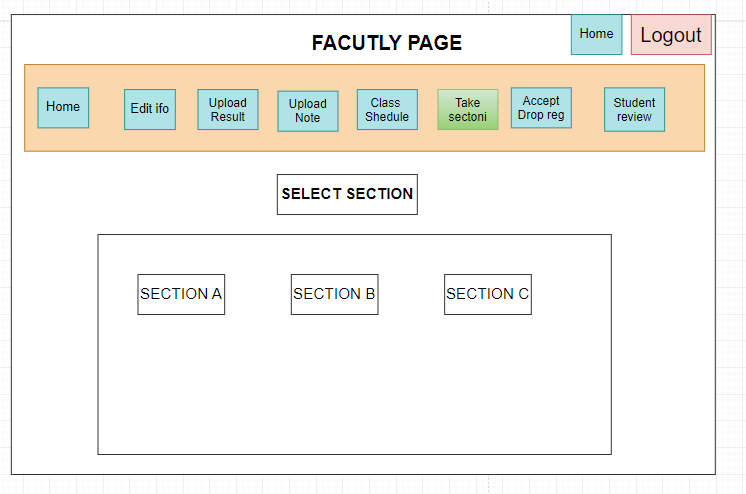 FACUTLY PAGE
Home
Logout
Home
Edit ifo
Upload
Result
Upload
Note
Class
Shedule
Take
sectoni
Accept
Drop reg
Student
review
SELECT SECTION
SECTION A
SECTION B
SECTION C